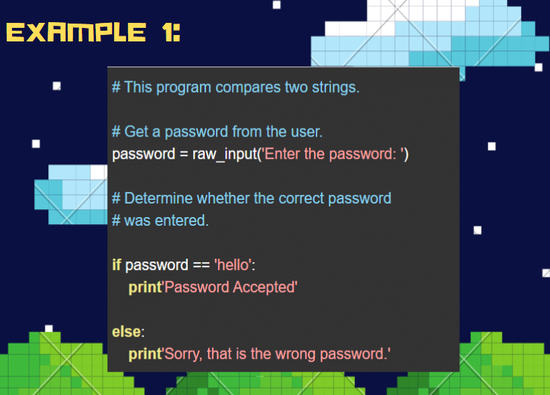 EXAMPLE 1:
# This program compares two strings.
# Get a password from the user.
password = raw_input('Enter the password: ')
# Determine whether the correct password
# was entered.
if password == 'hello':
print'Password Accepted'
else:
print'Sorry, that is the wrong password.'